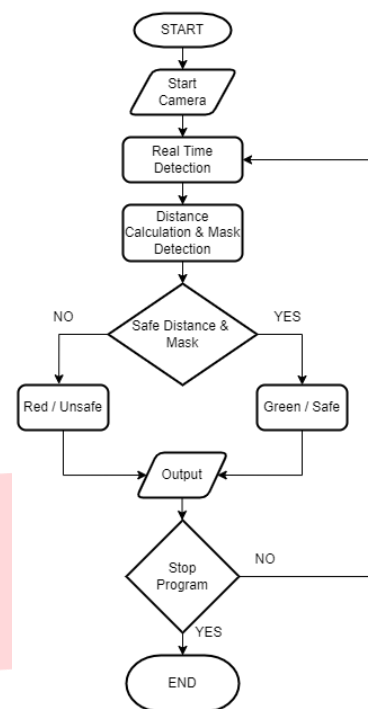 START
Start
Camera
Real Time
Detection
Distance
Calculation & Mask
Detection
NO
YES
Safe Distance &
Mask
Red / Unsafe
Green / Safe
Output
Stop
Program
NO
YES
END